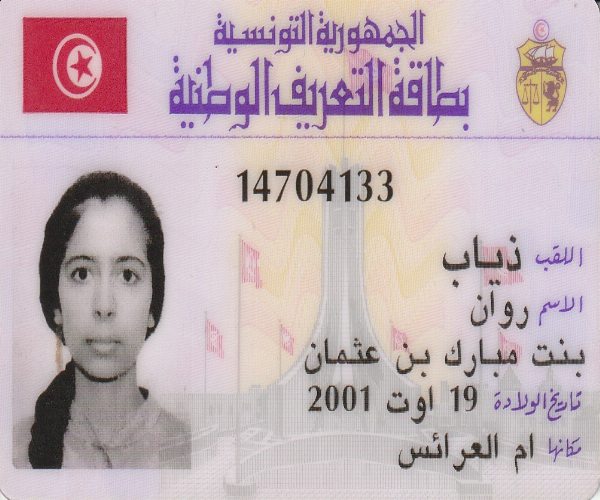 الجمهورية التونسية
بطاقة التعريف الوطنية
14704133
اللقب ذياب
الاسم روان
بنت مبارك بن عثمان
تاريخ الولادة 19 اوت 2001
مكانها ام العرائس